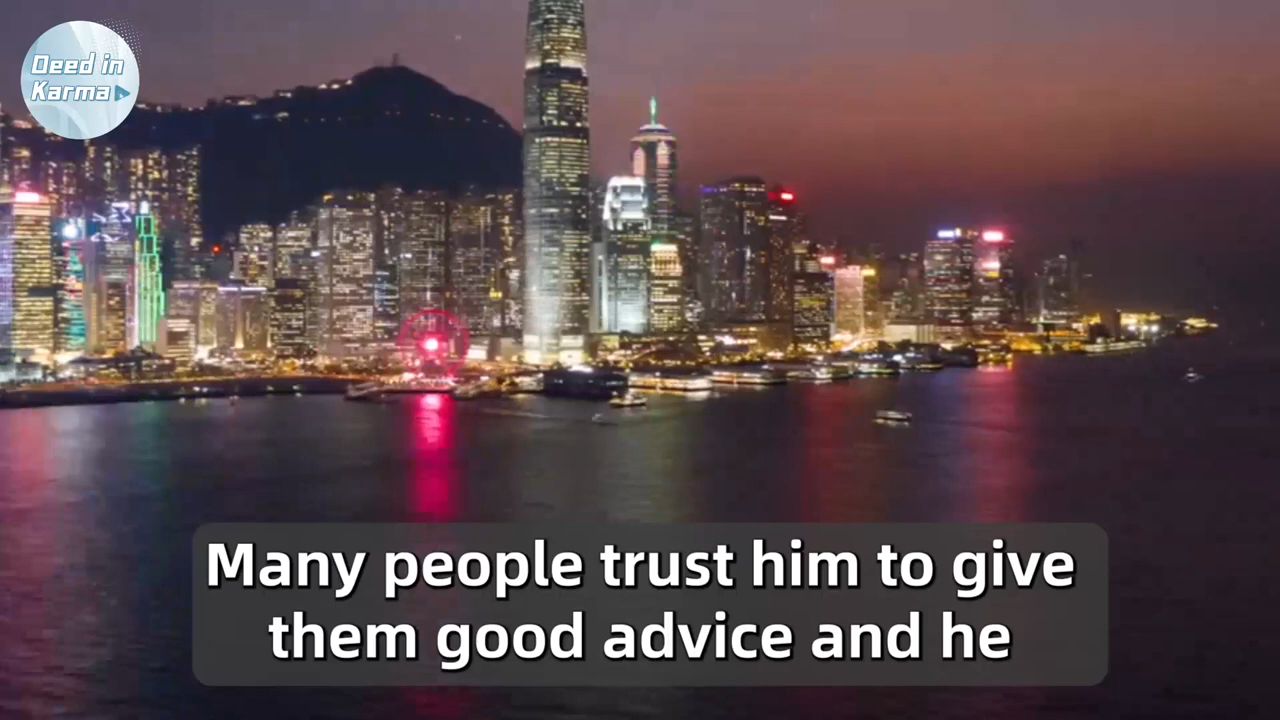 Deed in
Karma
Many people trust him to give
them good advice and he